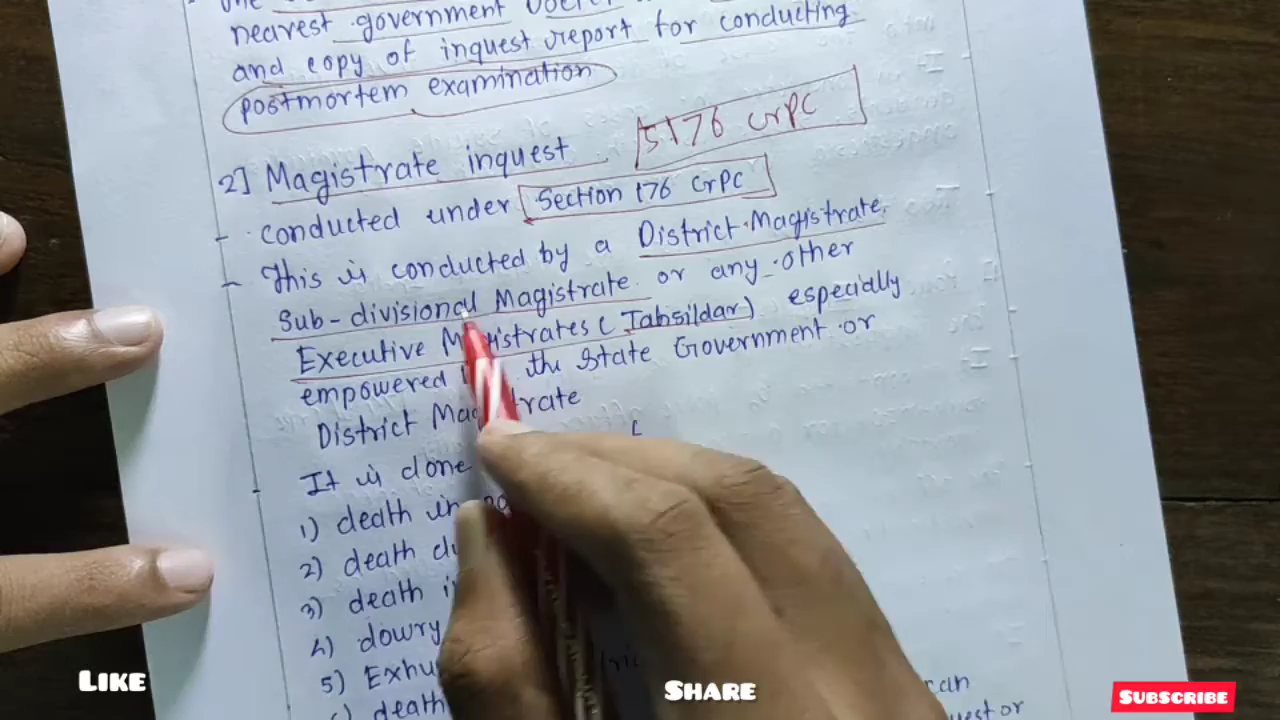 nearest government
and copy of inquest report for conducting
postmortem examination
2] Magistrate inquest S176 CrPC
- conducted under Section 176 CrPC
- This is conducted by a District Magistrate,
Sub-divisional Magistrate or any other
Executive Magistrates (Tahsildar) especially
empowered the State Government or
District Magistrate
It is done
1) death in
2) death
3) death
4) dowry
5)
death
can
LIKE
SHARE
SUBSCRIBE